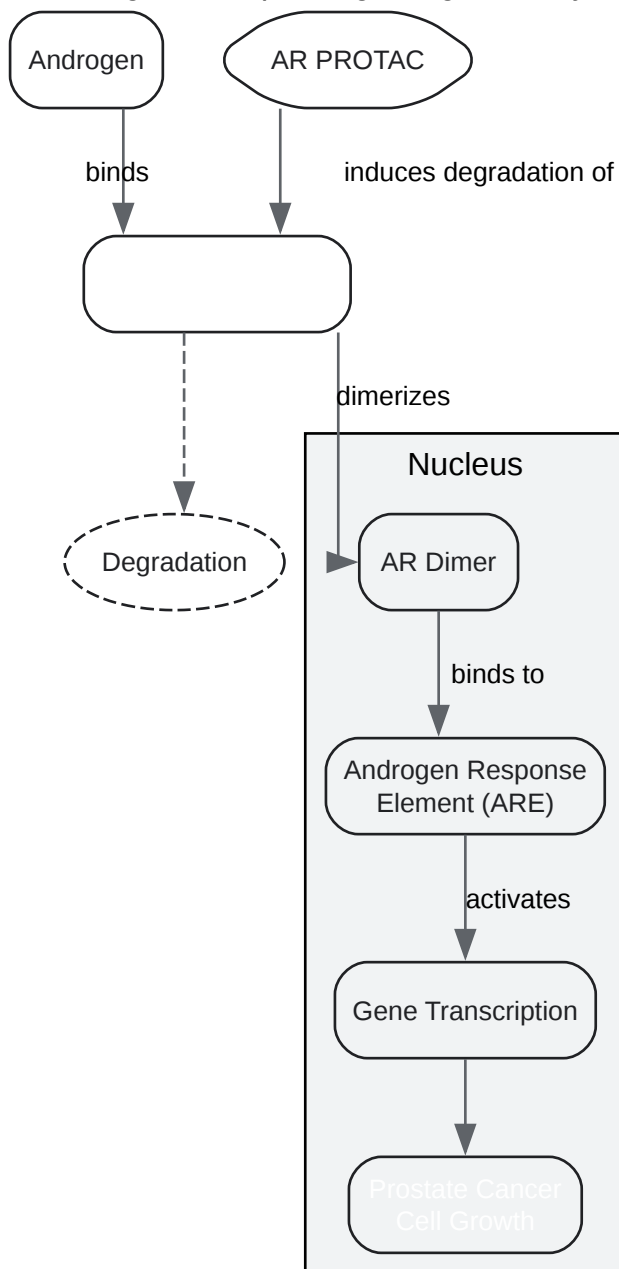 Androgen
AR PROTAC
binds
induces degradation of
dimerizes
Nucleus
Degradation
AR Dimer
binds to
Androgen Response
Element (ARE)
activates
Gene Transcription
Prostate Cancer
Cell Growth